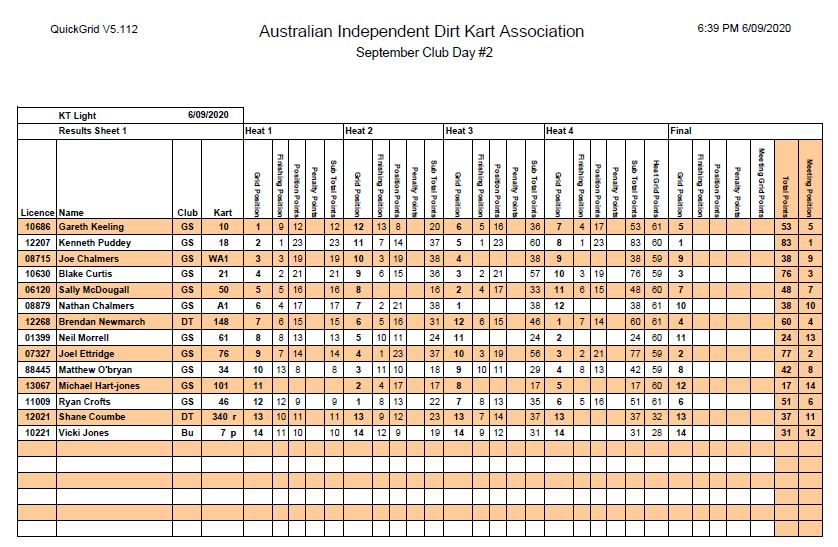 QuickGrid V5.112
Australian Independent Dirt Kart Association
6:39 PM 6/09/2020
September Club Day #2
KT Light 6/09/2020
Results Sheet 1 Heat 1 Heat 2 Heat 3 Heat 4 Final
Licence Name Club Kart Grid Position Finishing Position Position Points Penalty Points Sub Total Points Grid Position Finishing Position Position Points Penalty Points Sub Total Points Grid Position Finishing Position Position Points Penalty Points Sub Total Points Grid Position Finishing Position Position Points Penalty Points Sub Total Points Heat Grid Points Grid Position Finishing Position Position Points Penalty Points Meeting Grid Points Total Points Meeting Position
10686 Gareth Keeling GS 10 1 9 12 12 12 13 8 20 6 5 16 36 7 4 17 53 61 5 53 5
12207 Kenneth Puddey GS 18 2 1 23 23 11 7 14 37 5 1 23 60 8 1 23 83 60 1 83 1
08715 Joe Chalmers GS WA1 3 3 19 19 10 3 19 38 4 38 9 38 59 9 38 9
10630 Blake Curtis GS 21 4 2 21 21 9 6 15 36 3 2 21 57 10 3 19 76 59 3 76 3
06120 Sally McDougall GS 50 5 5 16 16 8 16 2 4 17 33 11 6 15 48 60 7 48 7
08879 Nathan Chalmers GS A1 6 4 17 17 7 2 21 38 1 38 12 38 61 10 38 10
12268 Brendan Newmarch DT 148 7 6 15 15 6 5 16 31 12 6 15 46 1 7 14 60 61 4 60 4
01399 Neil Morrell GS 61 8 8 13 13 5 10 11 24 11 24 2 24 60 11 24 13
07327 Joel Ettridge GS 76 9 7 14 14 4 1 23 37 10 3 19 56 3 2 21 77 59 2 77 2
88445 Matthew O'bryan GS 34 10 13 8 8 3 11 10 18 9 10 11 29 4 8 13 42 59 8 42 8
13067 Michael Hart-jones GS 101 11 2 4 17 17 8 17 5 17 60 12 17 14
11009 Ryan Crofts GS 46 12 12 9 9 1 8 13 22 7 8 13 35 6 5 16 51 61 6 51 6
12021 Shane Coumbe DT 340 r 13 10 11 11 13 9 12 23 13 7 14 37 13 37 32 13 37 11
10221 Vicki Jones Bu 7 p 14 11 10 10 14 12 9 19 14 9 12 31 14 31 28 14 31 12